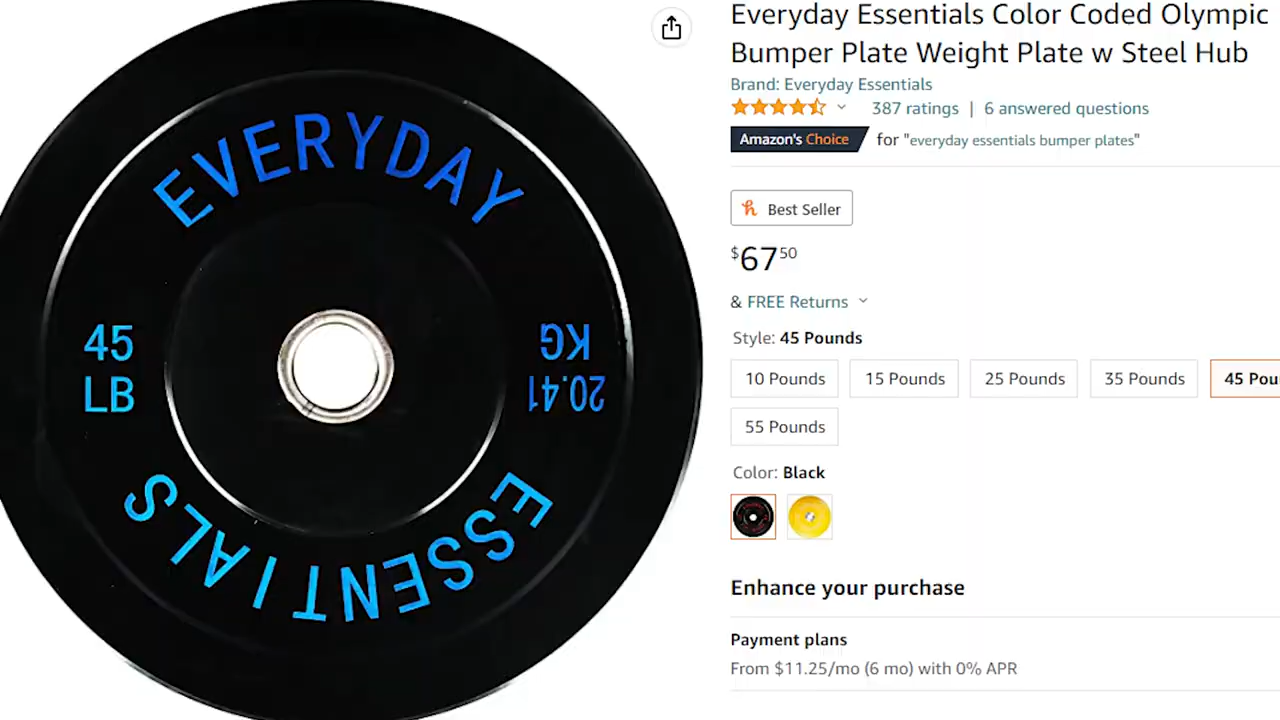 EVERYDAY
45
LB
KG
20.41
ESSENTIALS
Everyday Essentials Color Coded Olympic
Bumper Plate Weight Plate w Steel Hub
Brand: Everyday Essentials
387 ratings | 6 answered questions
Amazon's Choice for "everyday essentials bumper plates"
Best Seller
$67 50
& FREE Returns
Style: 45 Pounds
10 Pounds 15 Pounds 25 Pounds 35 Pounds 45 Pou
55 Pounds
Color: Black
Enhance your purchase
Payment plans
From $11.25/mo (6 mo) with 0% APR